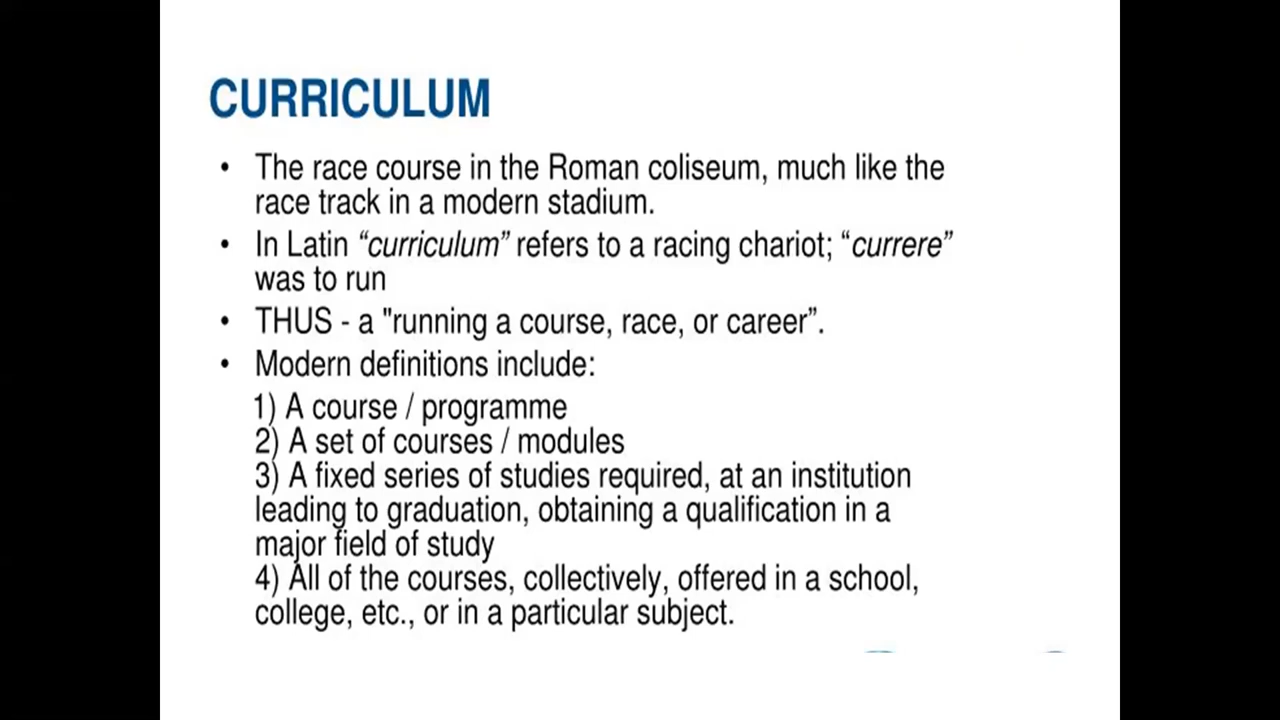 CURRICULUM
• The race course in the Roman coliseum, much like the
race track in a modern stadium.
• In Latin “curriculum” refers to a racing chariot; “currere”
was to run
• THUS - a "running a course, race, or career”.
• Modern definitions include:
1) A course / programme
2) A set of courses / modules
3) A fixed series of studies required, at an institution
leading to graduation, obtaining a qualification in a
major field of study
4) All of the courses, collectively, offered in a school,
college, etc., or in a particular subject.